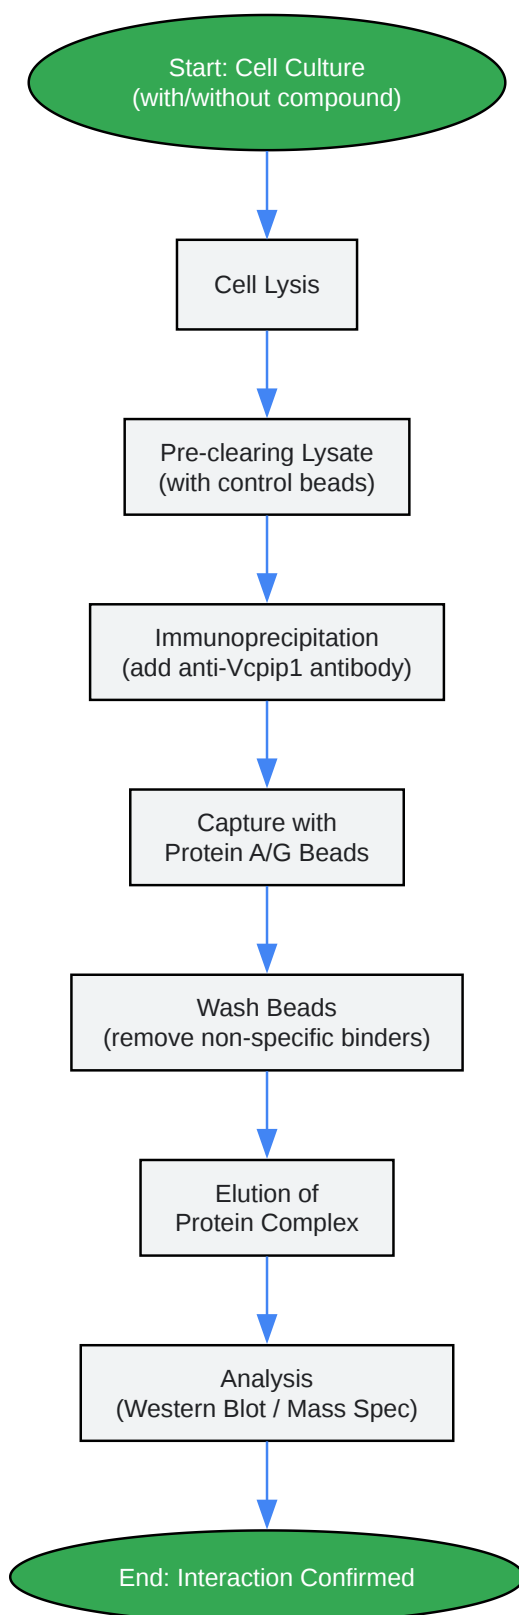 Start: Cell Culture
(with/without compound)
Cell Lysis
Pre-clearing Lysate
(with control beads)
Immunoprecipitation
(add anti-Vcpip1 antibody)
Capture with
Protein A/G Beads
Wash Beads
(remove non-specific binders)
Elution of
Protein Complex
Analysis
(Western Blot / Mass Spec)
End: Interaction Confirmed